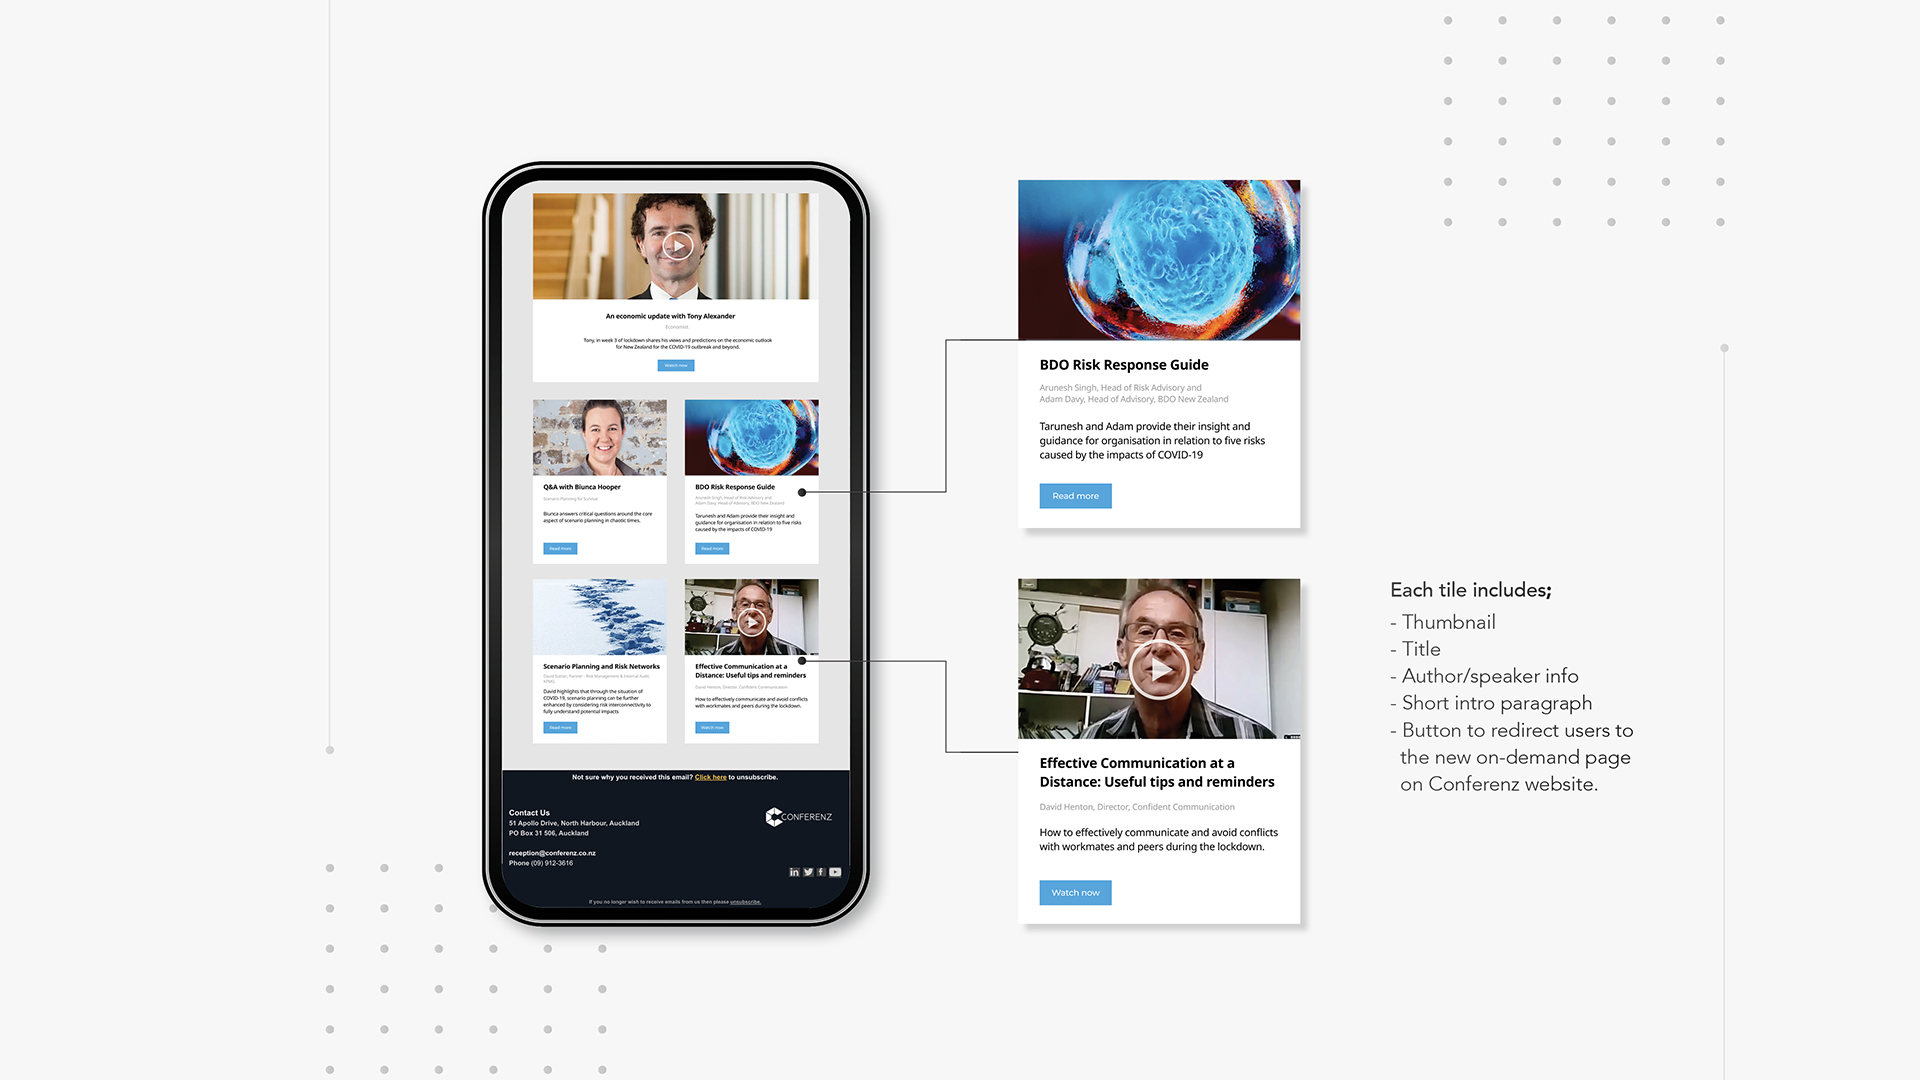 An economic update with Tony Alexander
Economist
Tony, in week 3 of lockdown shares his views and predictions on the economic outlook
for New Zealand for the COVID-19 outbreak and beyond.
Watch now
Q&A with Biunca Hooper
Scenario Planning for Survival
Biunca answers critical questions around the core
aspect of scenario planning in chaotic times.
Read more
BDO Risk Response Guide
Arunesh Singh, Head of Risk Advisory and
Adam Davy, Head of Advisory, BDO New Zealand
Tarunesh and Adam provide their insight and
guidance for organisation in relation to five risks
caused by the impacts of COVID-19
Read more
Scenario Planning and Risk Networks
David Sutton, Partner - Risk Management & External Audit,
KPMG
David highlights that through the situation of
COVID-19, scenario planning can be further
enhanced by considering risk interconnectivity to
fully understand potential impacts
Read more
Effective Communication at a
Distance: Useful tips and reminders
David Henton, Director, Confident Communication
How to effectively communicate and avoid conflicts
with workmates and peers during the lockdown.
Watch now
Not sure why you received this email? Click here to unsubscribe.
Contact Us
51 Apollo Drive, North Harbour, Auckland
PO Box 31 506, Auckland
reception@conferenz.co.nz
Phone (09) 912-3616
CONFERENZ
If you no longer wish to receive emails from us then please unsubscribe.
BDO Risk Response Guide
Arunesh Singh, Head of Risk Advisory and
Adam Davy, Head of Advisory, BDO New Zealand
Tarunesh and Adam provide their insight and
guidance for organisation in relation to five risks
caused by the impacts of COVID-19
Read more
Effective Communication at a
Distance: Useful tips and reminders
David Henton, Director, Confident Communication
How to effectively communicate and avoid conflicts
with workmates and peers during the lockdown.
Watch now
Each tile includes;
- Thumbnail
- Title
- Author/speaker info
- Short intro paragraph
- Button to redirect users to
the new on-demand page
on Conferenz website.